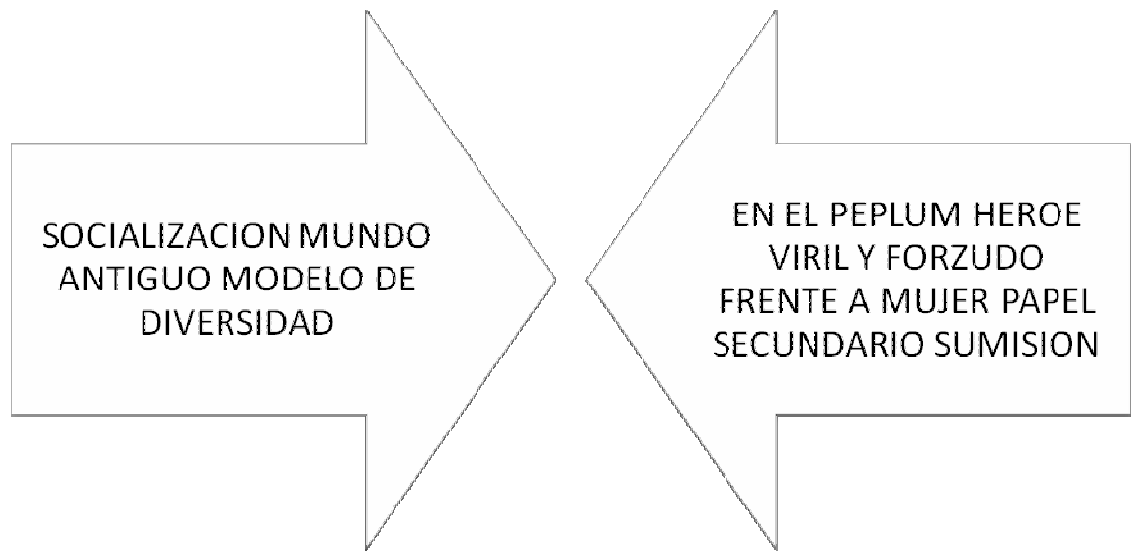 SOCIALIZACION MUNDO
ANTIGUO MODELO DE
DIVERSIDAD
EN EL PEPLUM HEROE
VIRIL Y FORZUDO
FRENTE A MUJER PAPEL
SECUNDARIO SUMISION